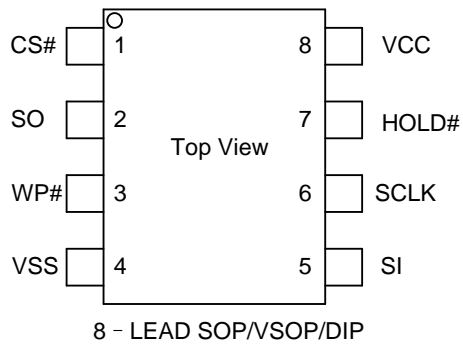 CS# 1 8 VCC
SO 2 7 HOLD#
Top View
WP# 3 6 SCLK
VSS 4 5 SI
8 - LEAD SOP/VSOP/DIP